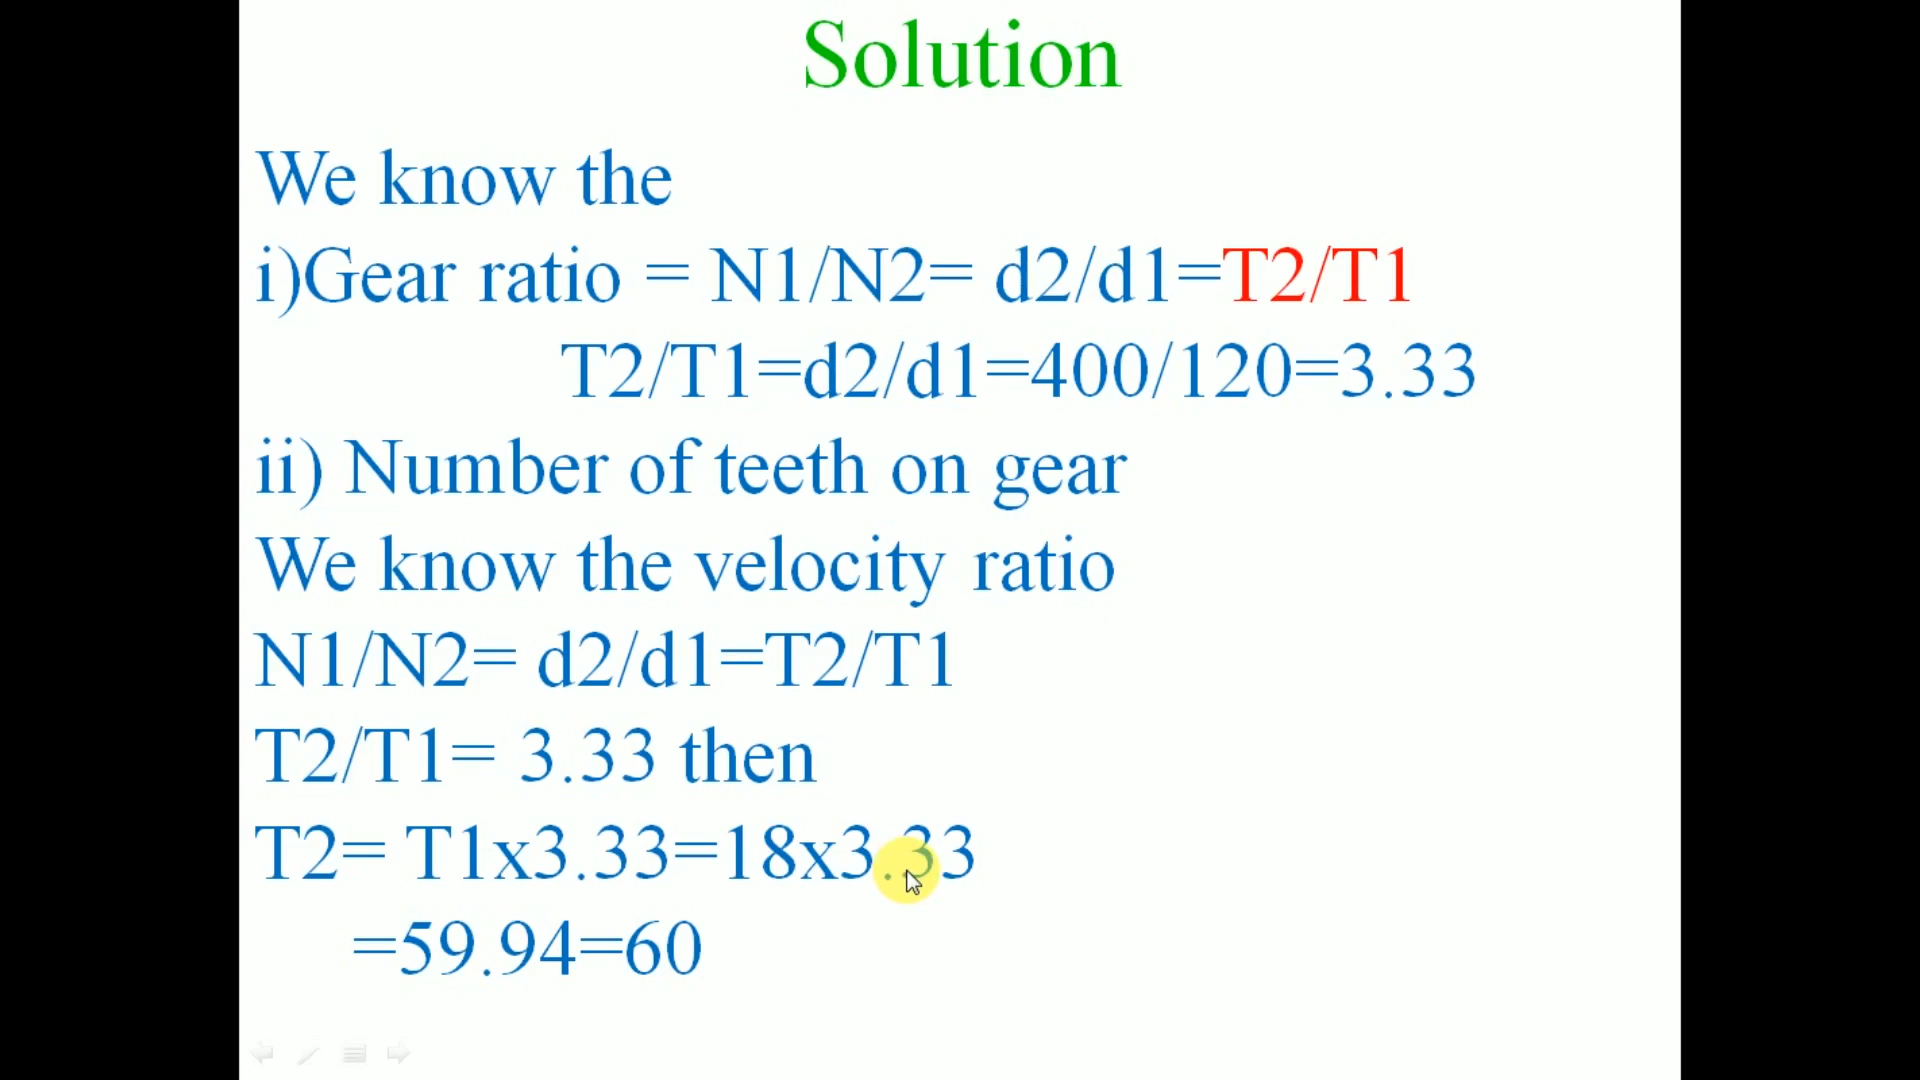 Solution
We know the
i)Gear ratio = N1/N2= d2/d1=T2/T1
T2/T1=d2/d1=400/120=3.33
ii) Number of teeth on gear
We know the velocity ratio
N1/N2= d2/d1=T2/T1
T2/T1= 3.33 then
T2= T1x3.33=18x3.33
=59.94=60